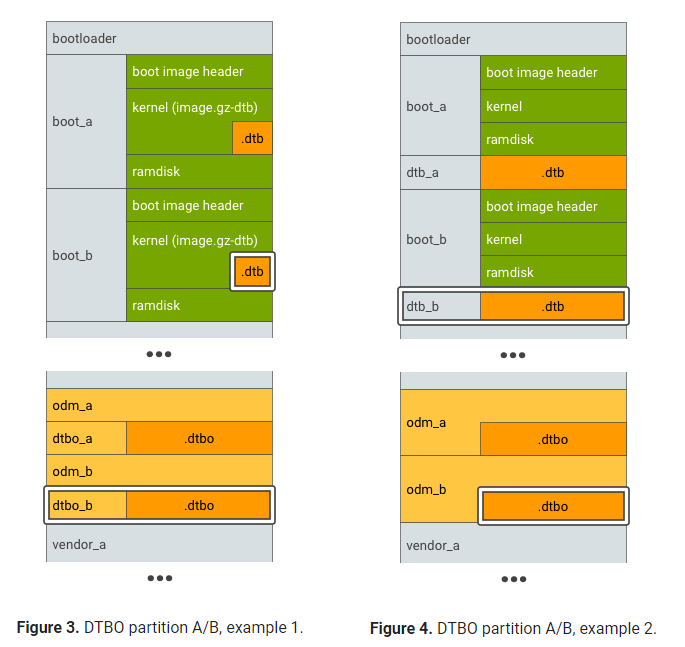 bootloader
boot_a
boot image header
kernel (image.gz-dtb)
.dtb
ramdisk
boot_b
boot image header
kernel (image.gz-dtb)
.dtb
ramdisk
odm_a
dtbo_a
.dtbo
odm_b
dtbo_b
.dtbo
vendor_a
Figure 3. DTBO partition A/B, example 1.
bootloader
boot_a
boot image header
kernel
ramdisk
dtb_a
.dtb
boot_b
boot image header
kernel
ramdisk
dtb_b
.dtb
odm_a
.dtbo
odm_b
.dtbo
vendor_a
Figure 4. DTBO partition A/B, example 2.